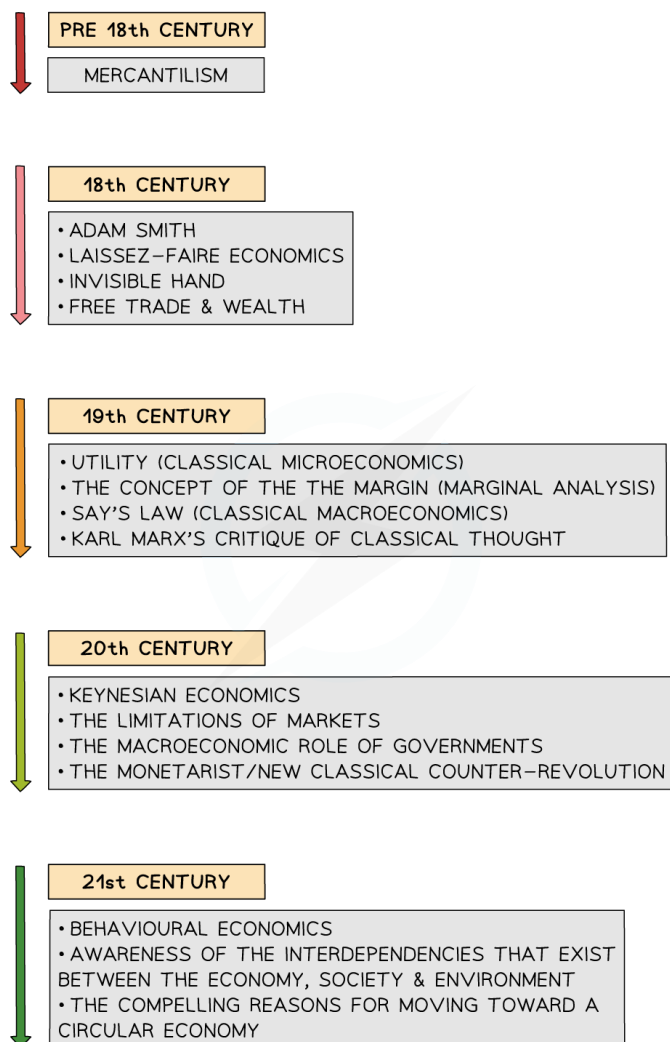 PRE 18th CENTURY
MERCANTILISM
18th CENTURY
• ADAM SMITH
• LAISSEZ-FAIRE ECONOMICS
• INVISIBLE HAND
• FREE TRADE & WEALTH
19th CENTURY
• UTILITY (CLASSICAL MICROECONOMICS)
• THE CONCEPT OF THE THE MARGIN (MARGINAL ANALYSIS)
• SAY'S LAW (CLASSICAL MACROECONOMICS)
• KARL MARX'S CRITIQUE OF CLASSICAL THOUGHT
20th CENTURY
• KEYNESIAN ECONOMICS
• THE LIMITATIONS OF MARKETS
• THE MACROECONOMIC ROLE OF GOVERNMENTS
• THE MONETARIST/NEW CLASSICAL COUNTER-REVOLUTION
21st CENTURY
• BEHAVIOURAL ECONOMICS
• AWARENESS OF THE INTERDEPENDENCIES THAT EXIST
BETWEEN THE ECONOMY, SOCIETY & ENVIRONMENT
• THE COMPELLING REASONS FOR MOVING TOWARD A
CIRCULAR ECONOMY